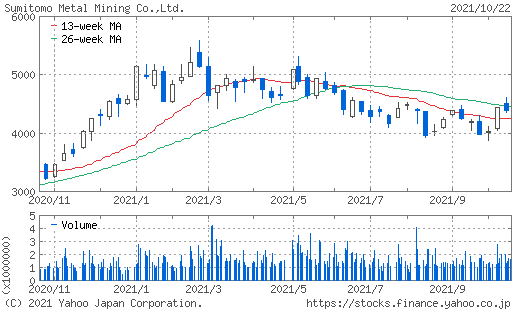 Sumitomo Metal Mining Co.,Ltd. 2021/10/22
6000
13-week MA
26-week MA
5000
4000
3000
2020/11 2021/1 2021/3 2021/5 2021/7 2021/9
5
Volume
4
3
2
1
0
(x1000000)
2020/11 2021/1 2021/3 2021/5 2021/7 2021/9
(C) 2021 Yahoo Japan Corporation. https://stocks.finance.yahoo.co.jp